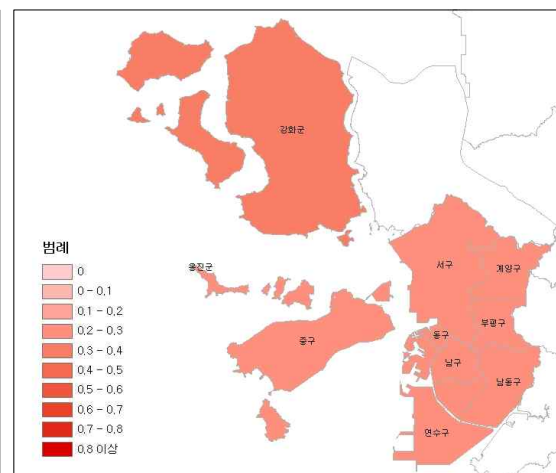 강화군
옹진군
서구
계양구
부평구
동구
중구
남구
남동구
연수구
범례
0
0 - 0.1
0.1 - 0.2
0.2 - 0.3
0.3 - 0.4
0.4 - 0.5
0.5 - 0.6
0.6 - 0.7
0.7 - 0.8
0.8 이상